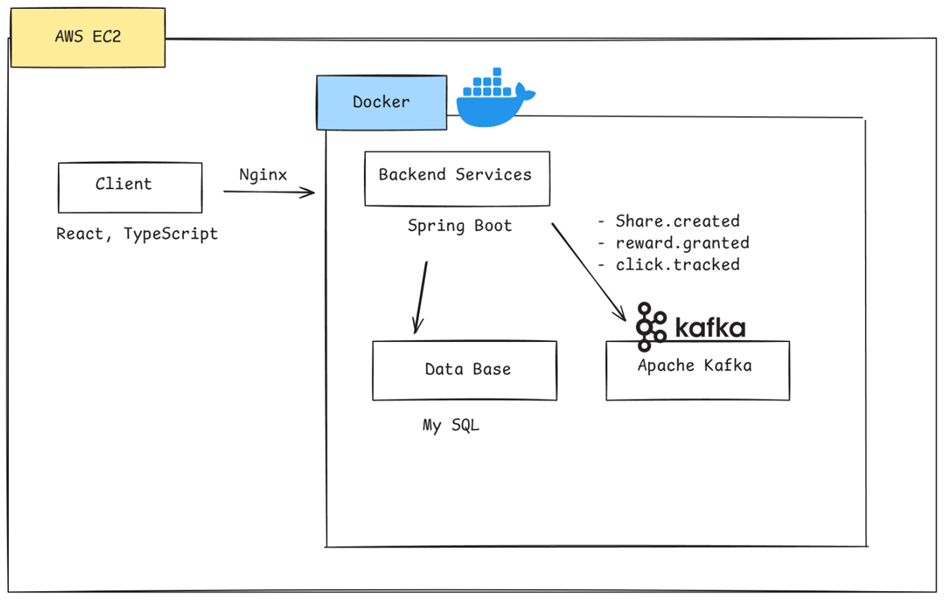 AWS EC2
Docker
Client
React, TypeScript
Nginx
Backend Services
Spring Boot
- Share.created
- reward.granted
- click.tracked
kafka
Apache Kafka
Data Base
My SQL